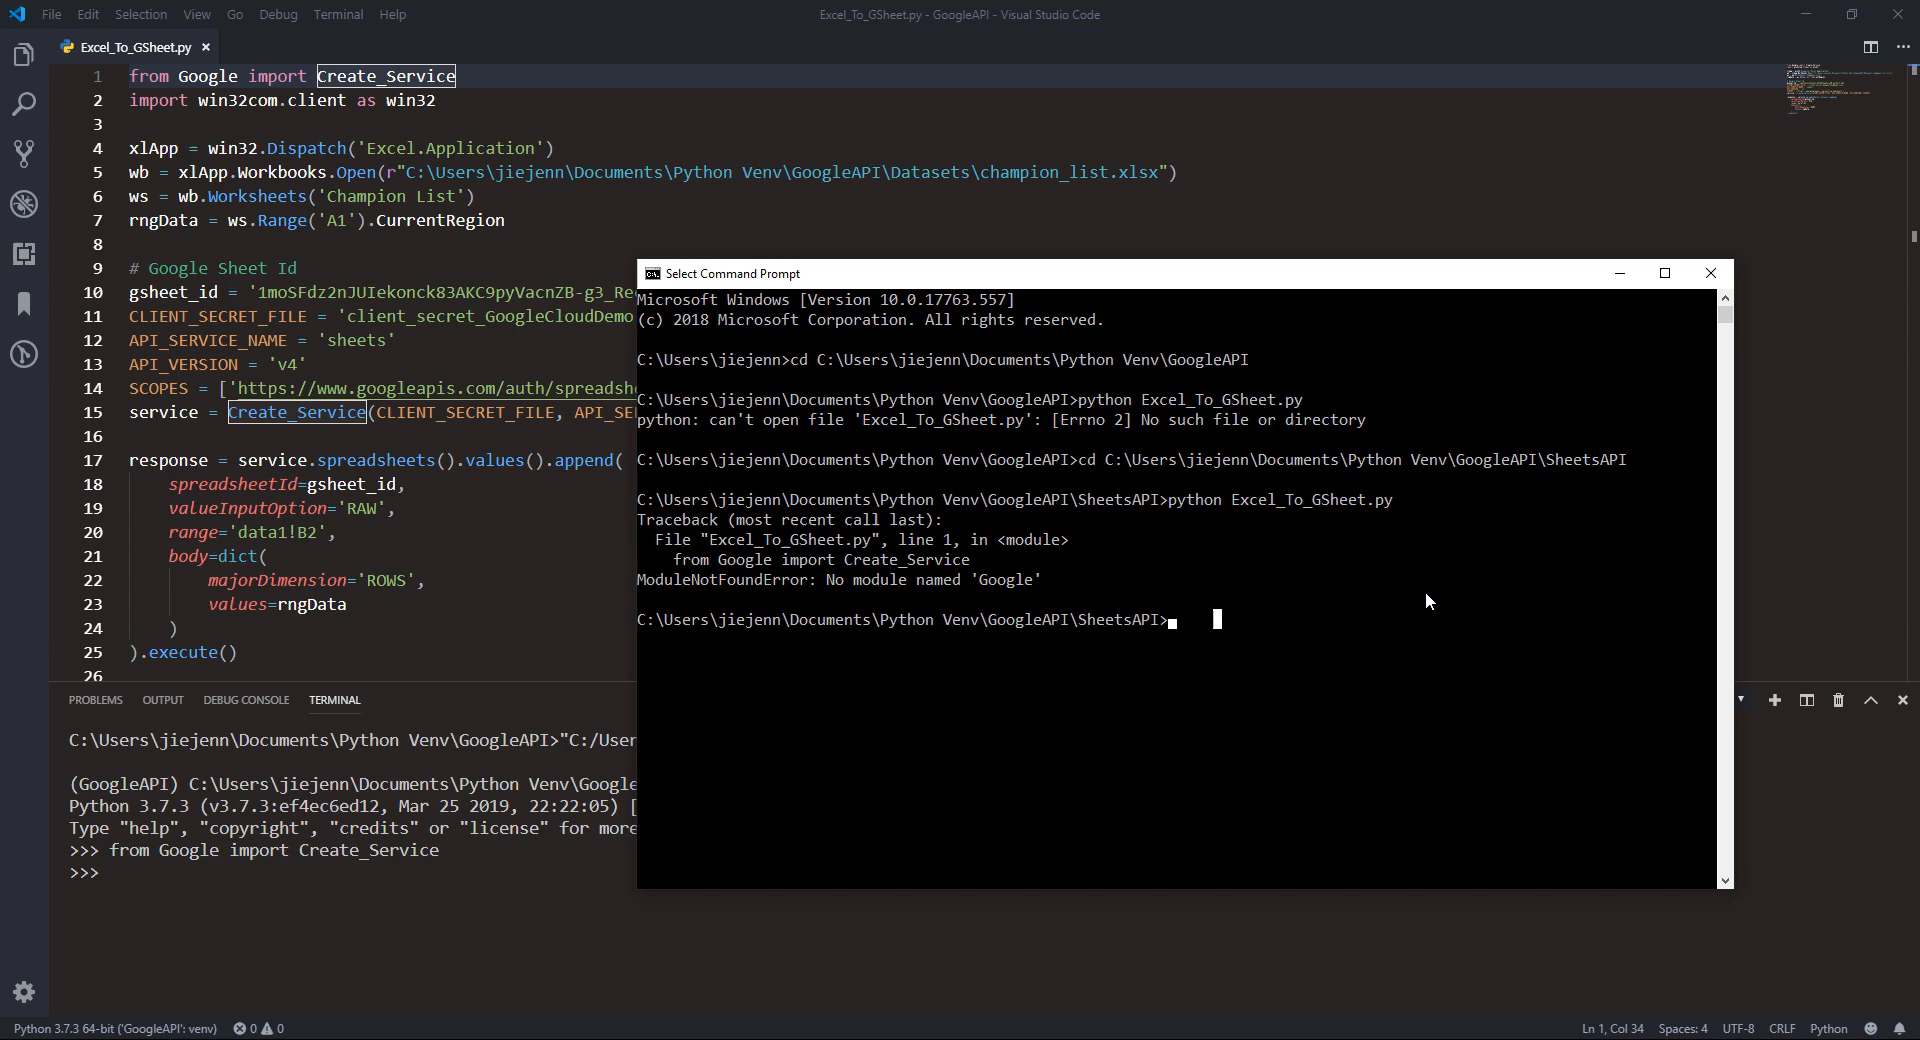 File Edit Selection View Go Debug Terminal Help
Excel_To_GSheet.py - GoogleAPI - Visual Studio Code
Excel_To_GSheet.py
1 from Google import Create_Service
2 import win32com.client as win32
3
4 xlApp = win32.Dispatch('Excel.Application')
5 wb = xlApp.Workbooks.Open(r"C:\Users\jiejenn\Documents\Python Venv\GoogleAPI\Datasets\champion_list.xlsx")
6 ws = wb.Worksheets('Champion List')
7 rngData = ws.Range('A1').CurrentRegion
8
9 # Google Sheet Id
10 gsheet_id = '1moSFdz2nJUIekonck83AKC9pyVacnZB-g3_Re
11 CLIENT_SECRET_FILE = 'client_secret_GoogleCloudDemo
12 API_SERVICE_NAME = 'sheets'
13 API_VERSION = 'v4'
14 SCOPES = ['https://www.googleapis.com/auth/spreadsh
15 service = Create_Service(CLIENT_SECRET_FILE, API_SE
16
17 response = service.spreadsheets().values().append(
18 spreadsheetId=gsheet_id,
19 valueInputOption='RAW',
20 range='data1!B2',
21 body=dict(
22 majorDimension='ROWS',
23 values=rngData
24 )
25 ).execute()
26
Select Command Prompt
Microsoft Windows [Version 10.0.17763.557]
(c) 2018 Microsoft Corporation. All rights reserved.
C:\Users\jiejenn>cd C:\Users\jiejenn\Documents\Python Venv\GoogleAPI
C:\Users\jiejenn\Documents\Python Venv\GoogleAPI>python Excel_To_GSheet.py
python: can't open file 'Excel_To_GSheet.py': [Errno 2] No such file or directory
C:\Users\jiejenn\Documents\Python Venv\GoogleAPI>cd C:\Users\jiejenn\Documents\Python Venv\GoogleAPI\SheetsAPI
C:\Users\jiejenn\Documents\Python Venv\GoogleAPI\SheetsAPI>python Excel_To_GSheet.py
Traceback (most recent call last):
File "Excel_To_GSheet.py", line 1, in <module>
from Google import Create_Service
ModuleNotFoundError: No module named 'Google'
C:\Users\jiejenn\Documents\Python Venv\GoogleAPI\SheetsAPI>
PROBLEMS OUTPUT DEBUG CONSOLE TERMINAL
C:\Users\jiejenn\Documents\Python Venv\GoogleAPI>"C:/User
(GoogleAPI) C:\Users\jiejenn\Documents\Python Venv\Google
Python 3.7.3 (v3.7.3:ef4ec6ed12, Mar 25 2019, 22:22:05) [
Type "help", "copyright", "credits" or "license" for more
>>> from Google import Create_Service
>>>
Python 3.7.3 64-bit ('GoogleAPI': venv) 0 0
Ln 1, Col 34 Spaces: 4 UTF-8 CRLF Python